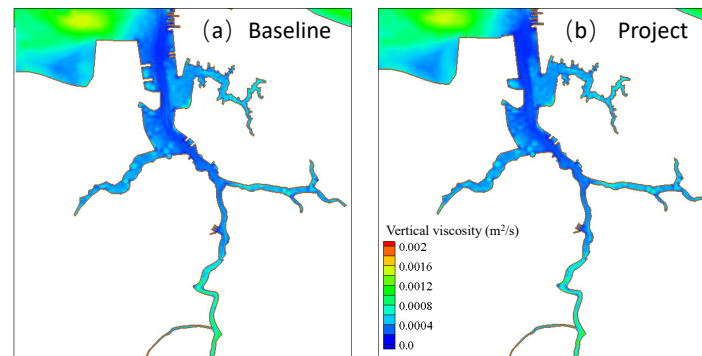 (a) Baseline
(b) Project
Vertical viscosity (m²/s)
0.002
0.0016
0.0012
0.0008
0.0004
0.0